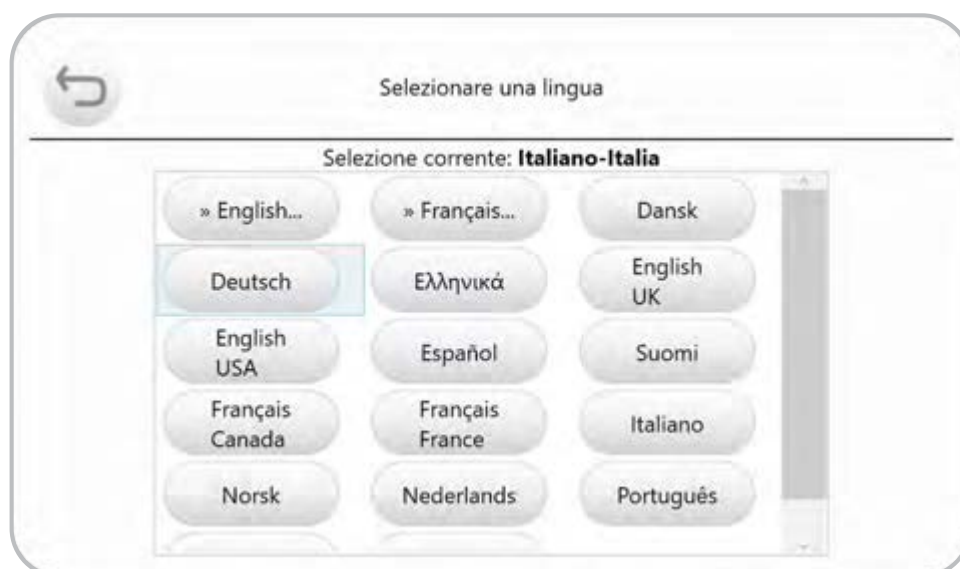 Selezionare una lingua
Selezione corrente: Italiano-Italia
» English...
» Français...
Dansk
Deutsch
Ελληνικά
English
UK
English
USA
Español
Suomi
Français
Canada
Français
France
Italiano
Norsk
Nederlands
Português